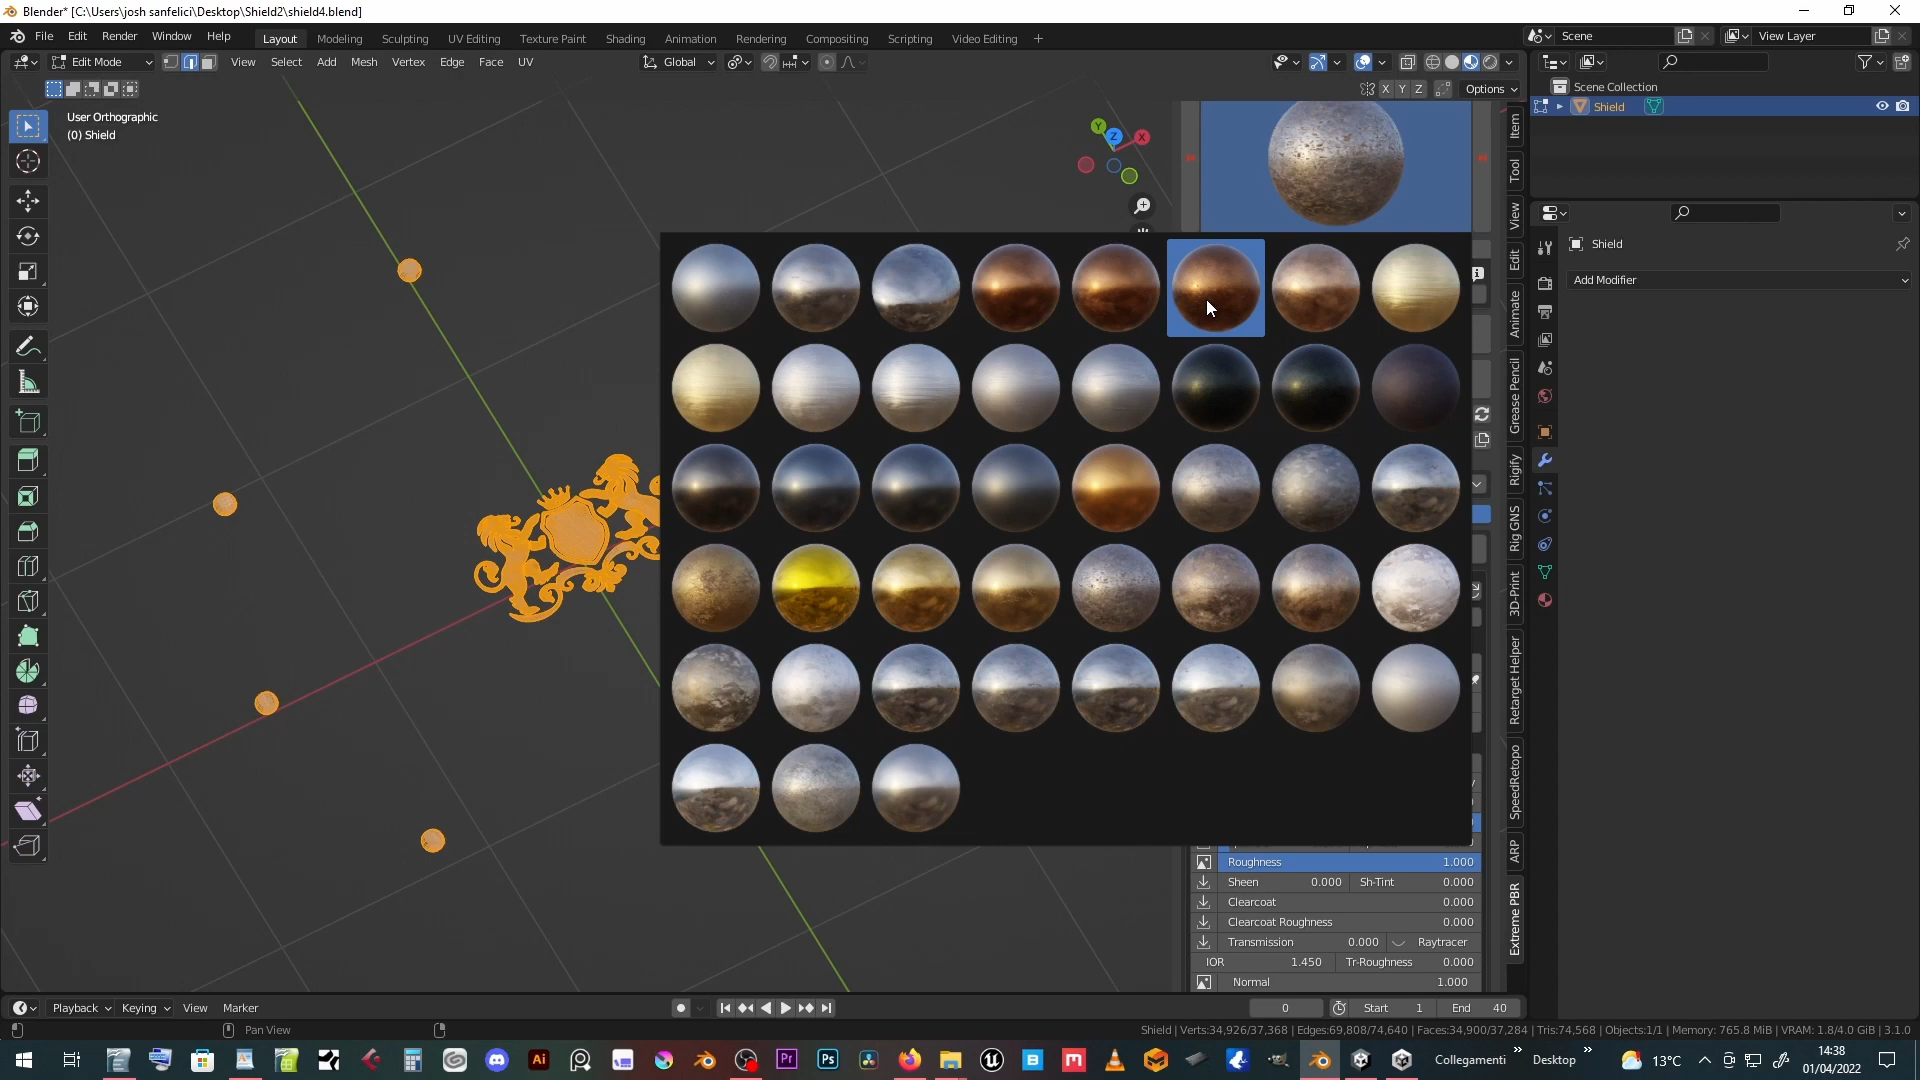 Blender* [C:\Users\josh sanfelici\Desktop\Shield2\shield4.blend]
File Edit Render Window Help
Layout Modeling Sculpting UV Editing Texture Paint Shading Animation Rendering Compositing Scripting Video Editing +
Scene
View Layer
Edit Mode
View Select Add Mesh Vertex Edge Face UV
Global
X Y Z
Options
Scene Collection
Shield
User Orthographic
(0) Shield
Y
Z
X
Shield
Add Modifier
Item
Tool
View
Edit
Animate
Grease Pencil
Rigify
Rig GNS
3D-Print
Retarget Helper
SpeedRetopo
ARP
Extreme PBR
Roughness 1.000
Sheen 0.000 Sh-Tint 0.000
Clearcoat 0.000
Clearcoat Roughness 0.000
Transmission 0.000 Raytracer
IOR 1.450 Tr-Roughness 0.000
Normal 1.000
Playback Keying View Marker
0
Start 1
End 40
Pan View
Shield | Verts:34,926/37,368 | Edges:69,808/74,640 | Faces:34,900/37,284 | Tris:74,568 | Objects:1/1 | Memory: 765.8 MiB | VRAM: 1.8/4.0 GiB | 3.1.0
Ai
Pr
Ps
Collegamenti
Desktop
13°C
14:38
01/04/2022